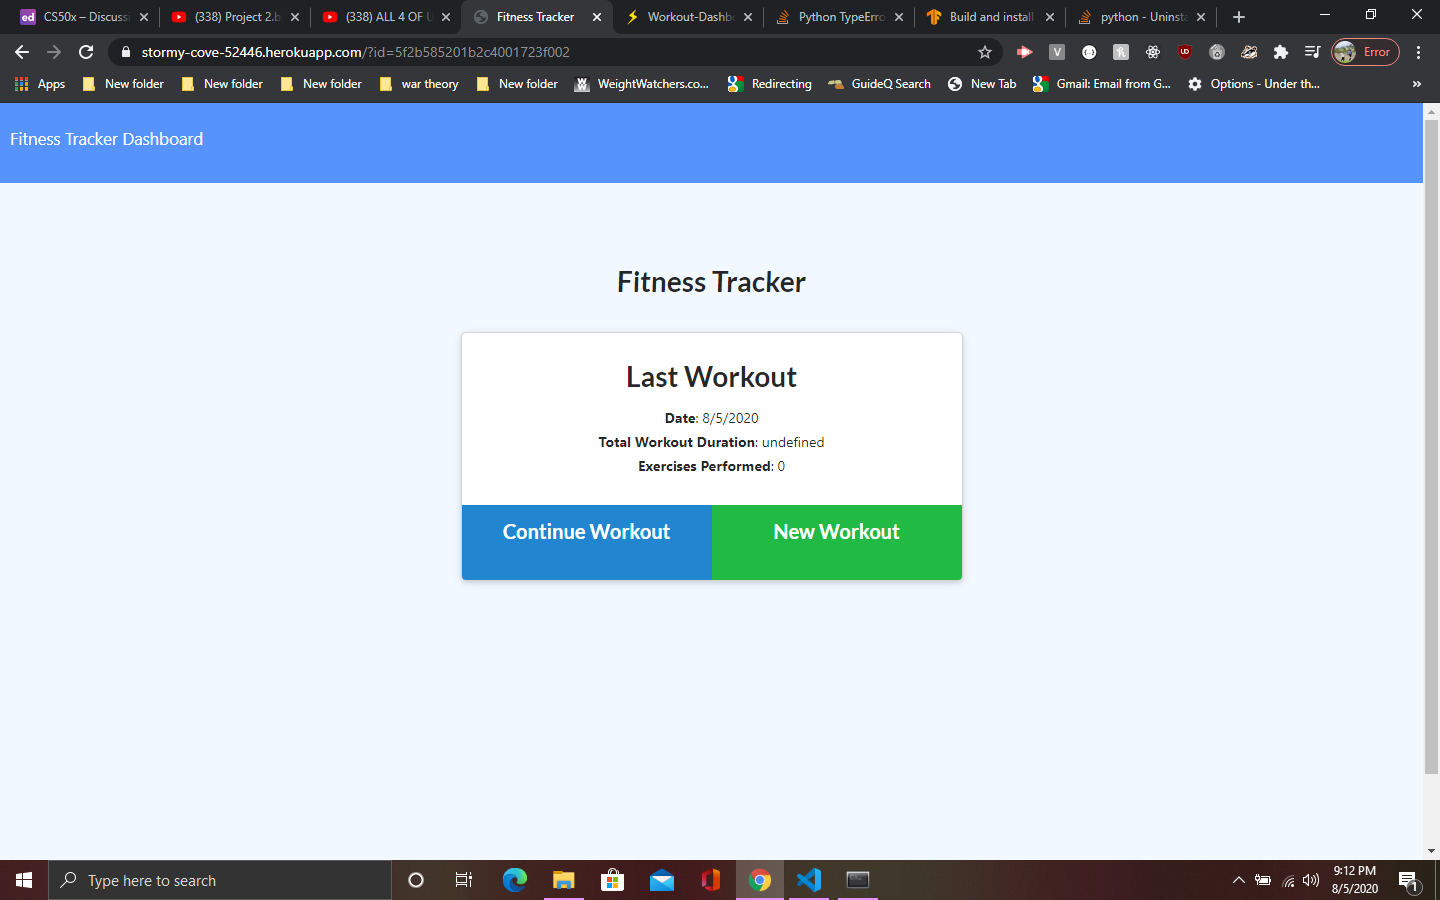 CS50x – Discussi
(338) Project 2.b
(338) ALL 4 OF U
Fitness Tracker
Workout-Dashb
Python TypeErro
Build and install
python - Uninsta
stormy-cove-52446.herokuapp.com/?id=5f2b585201b2c4001723f002
Error
Apps
New folder
New folder
New folder
war theory
New folder
WeightWatchers.co...
Redirecting
GuideQ Search
New Tab
Gmail: Email from G...
Options - Under th...
Fitness Tracker Dashboard
Fitness Tracker
Last Workout
Date: 8/5/2020
Total Workout Duration: undefined
Exercises Performed: 0
Continue Workout
New Workout
Type here to search
9:12 PM
8/5/2020
1